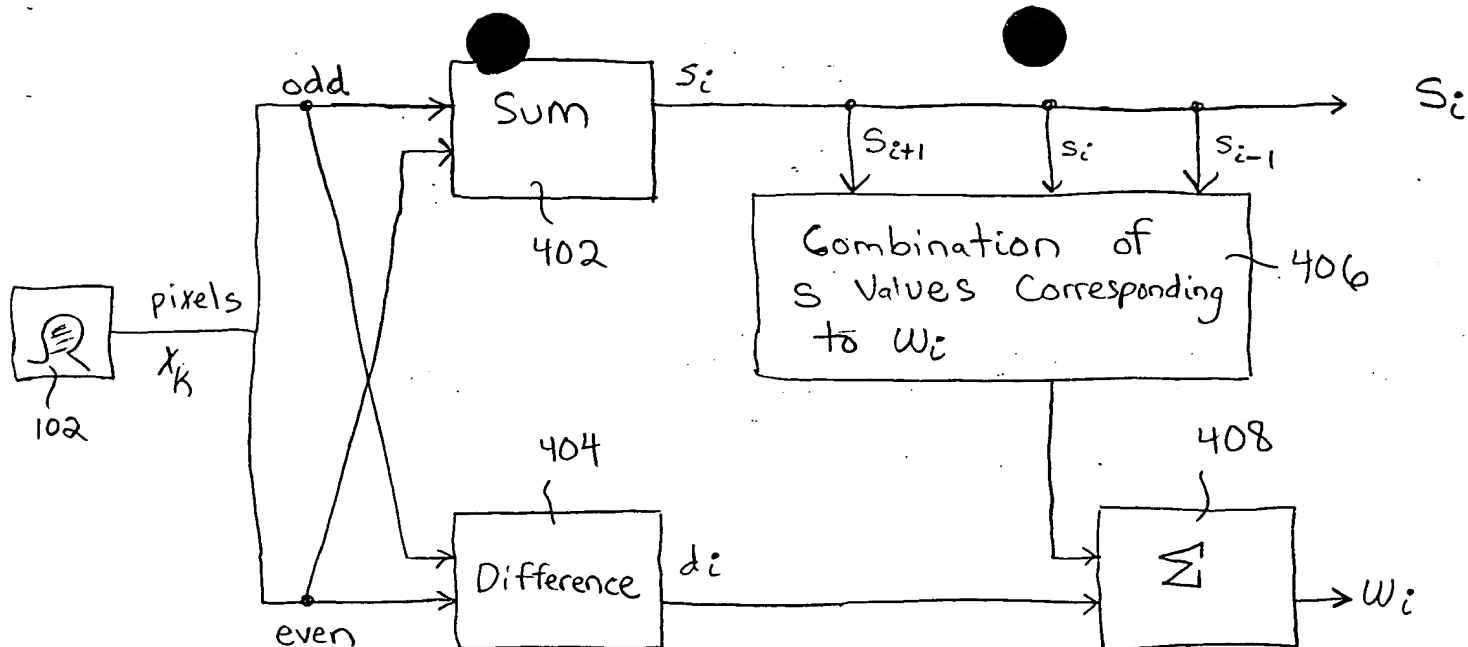 odd
Sum
Si
Si
Si+1
si
si-1
402
Combination of
s Values Corresponding
to Wi
406
pixels
XK
102
404
408
Difference
di
Σ
Wi
even